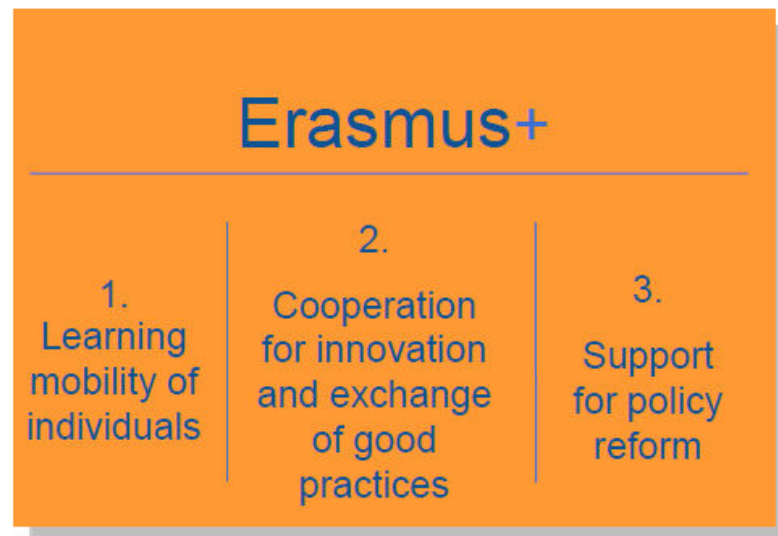 Erasmus+
1.
Learning
mobility of
individuals
2.
Cooperation
for innovation
and exchange
of good
practices
3.
Support
for policy
reform